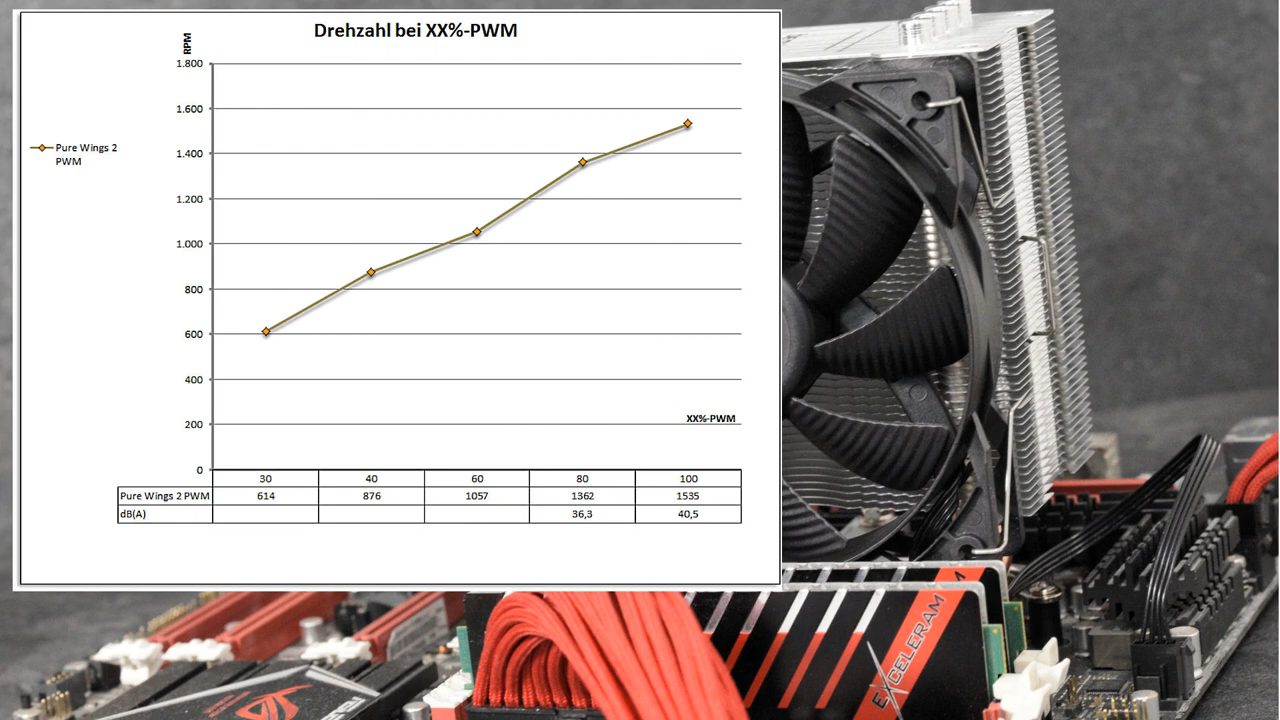 Drehzahl bei XX%-PWM
RPM
1.800
1.600
1.400
1.200
1.000
800
600
400
200
0
Pure Wings 2
PWM
XX%-PWM
30 40 60 80 100
Pure Wings 2 PWM 614 876 1057 1362 1535
dB(A) 36,3 40,5
EXCELERAM